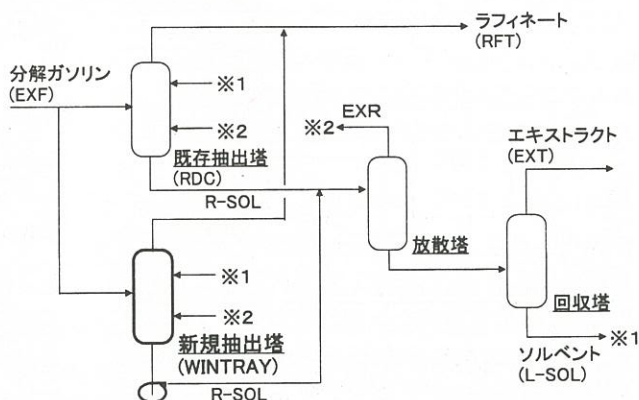 ラフィネート
(RFT)
分解ガソリン
(EXF)
※1
※2
既存抽出塔
(RDC)
R-SOL
EXR
※2
放散塔
エキストラクト
(EXT)
回収塔
※1
ソルベント
(L-SOL)
※1
※2
新規抽出塔
(WINTRAY)
R-SOL